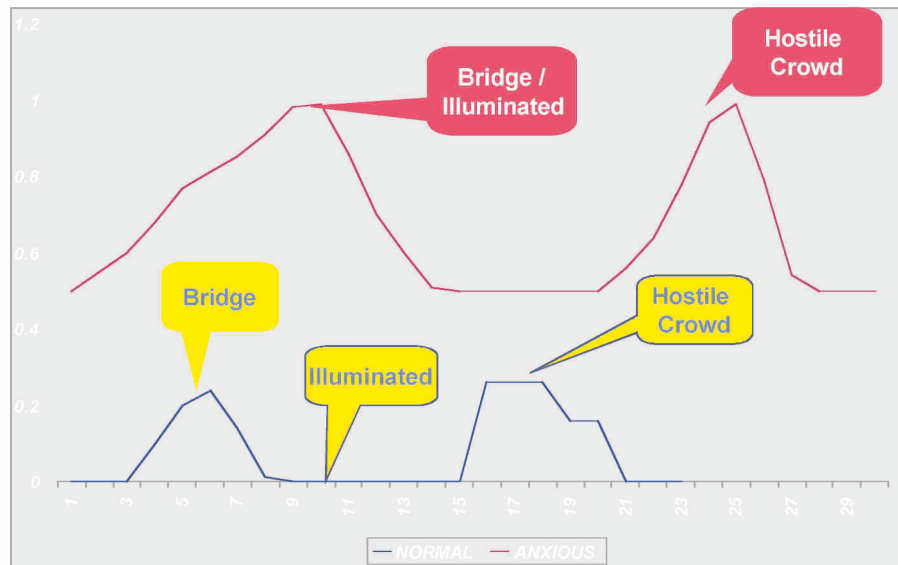 1.2
1
0.8
0.6
0.4
0.2
0
Bridge /
Illuminated
Hostile
Crowd
Bridge
Illuminated
Hostile
Crowd
1 3 5 7 9 11 13 15 17 19 21 23 25 27 29
NORMAL ANXIOUS